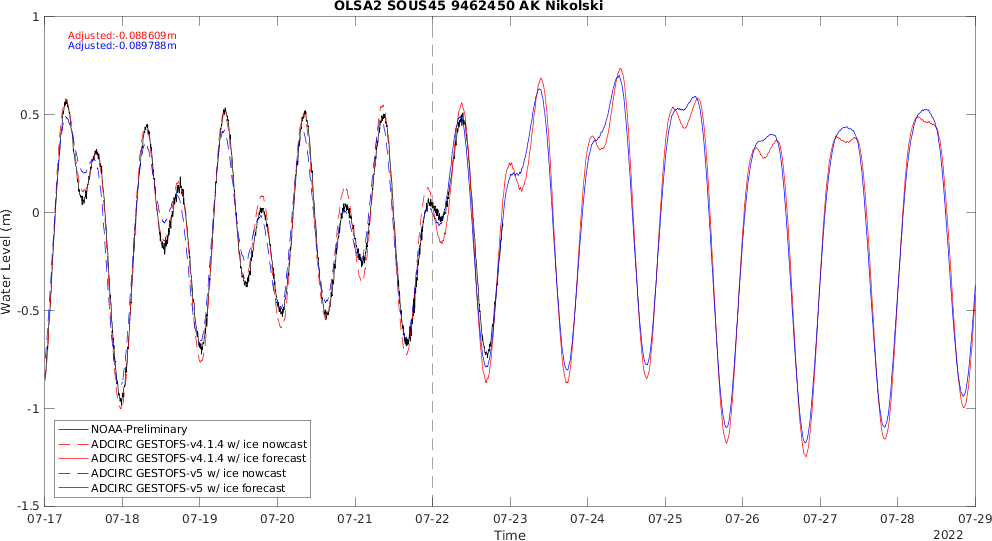 OLSA2 SOUS45 9462450 AK Nikolski
Adjusted:-0.088609m
Adjusted:-0.089788m
1
0.5
0
-0.5
-1
-1.5
Water Level (m)
NOAA-Preliminary
ADCIRC GESTOFS-v4.1.4 w/ ice nowcast
ADCIRC GESTOFS-v4.1.4 w/ ice forecast
ADCIRC GESTOFS-v5 w/ ice nowcast
ADCIRC GESTOFS-v5 w/ ice forecast
07-17 07-18 07-19 07-20 07-21 07-22 07-23 07-24 07-25 07-26 07-27 07-28 07-29
Time
2022